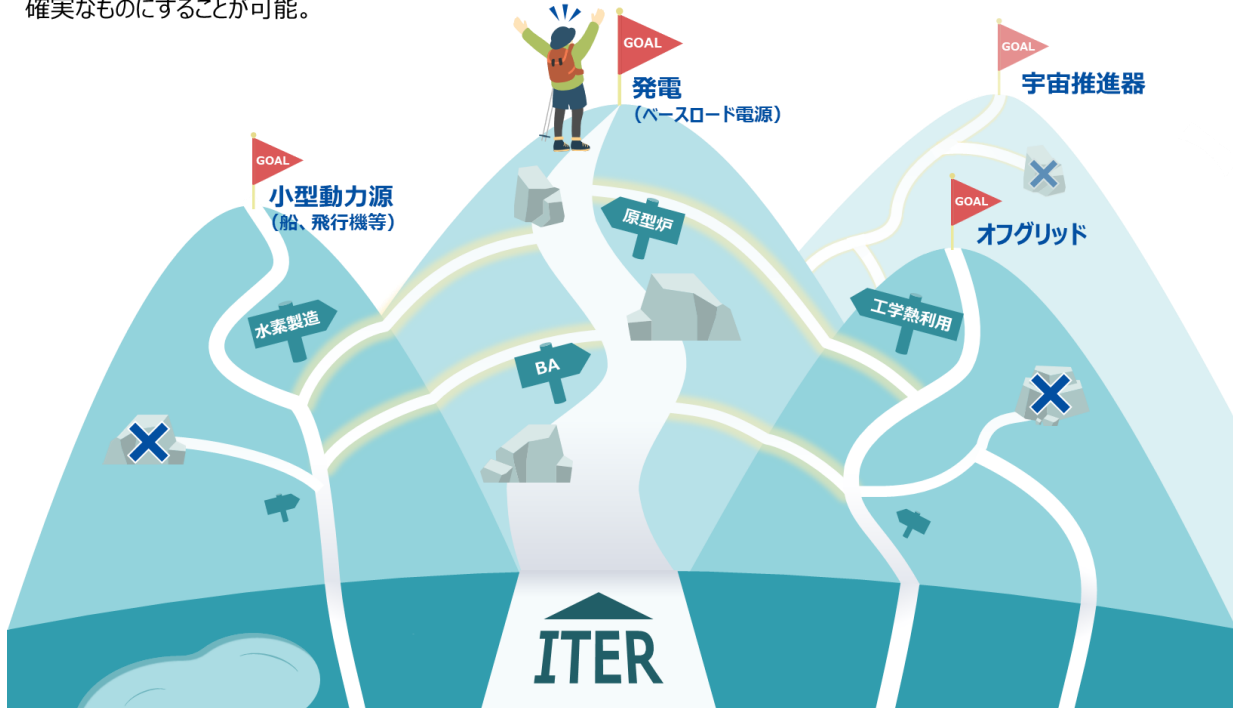 確実なものにすることが可能。
GOAL
発電
（ベースロード電源）
GOAL
宇宙推進器
GOAL
小型動力源
（船、飛行機等）
GOAL
オフグリッド
原型炉
水素製造
工学熱利用
BA
ITER